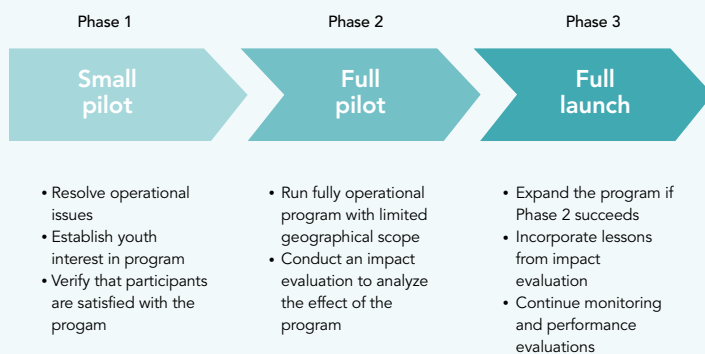 Phase 1
Small
pilot
• Resolve operational
issues
• Establish youth
interest in program
• Verify that participants
are satisfied with the
progam
Phase 2
Full
pilot
• Run fully operational
program with limited
geographical scope
• Conduct an impact
evaluation to analyze
the effect of the
program
Phase 3
Full
launch
• Expand the program if
Phase 2 succeeds
• Incorporate lessons
from impact
evaluation
• Continue monitoring
and performance
evaluations